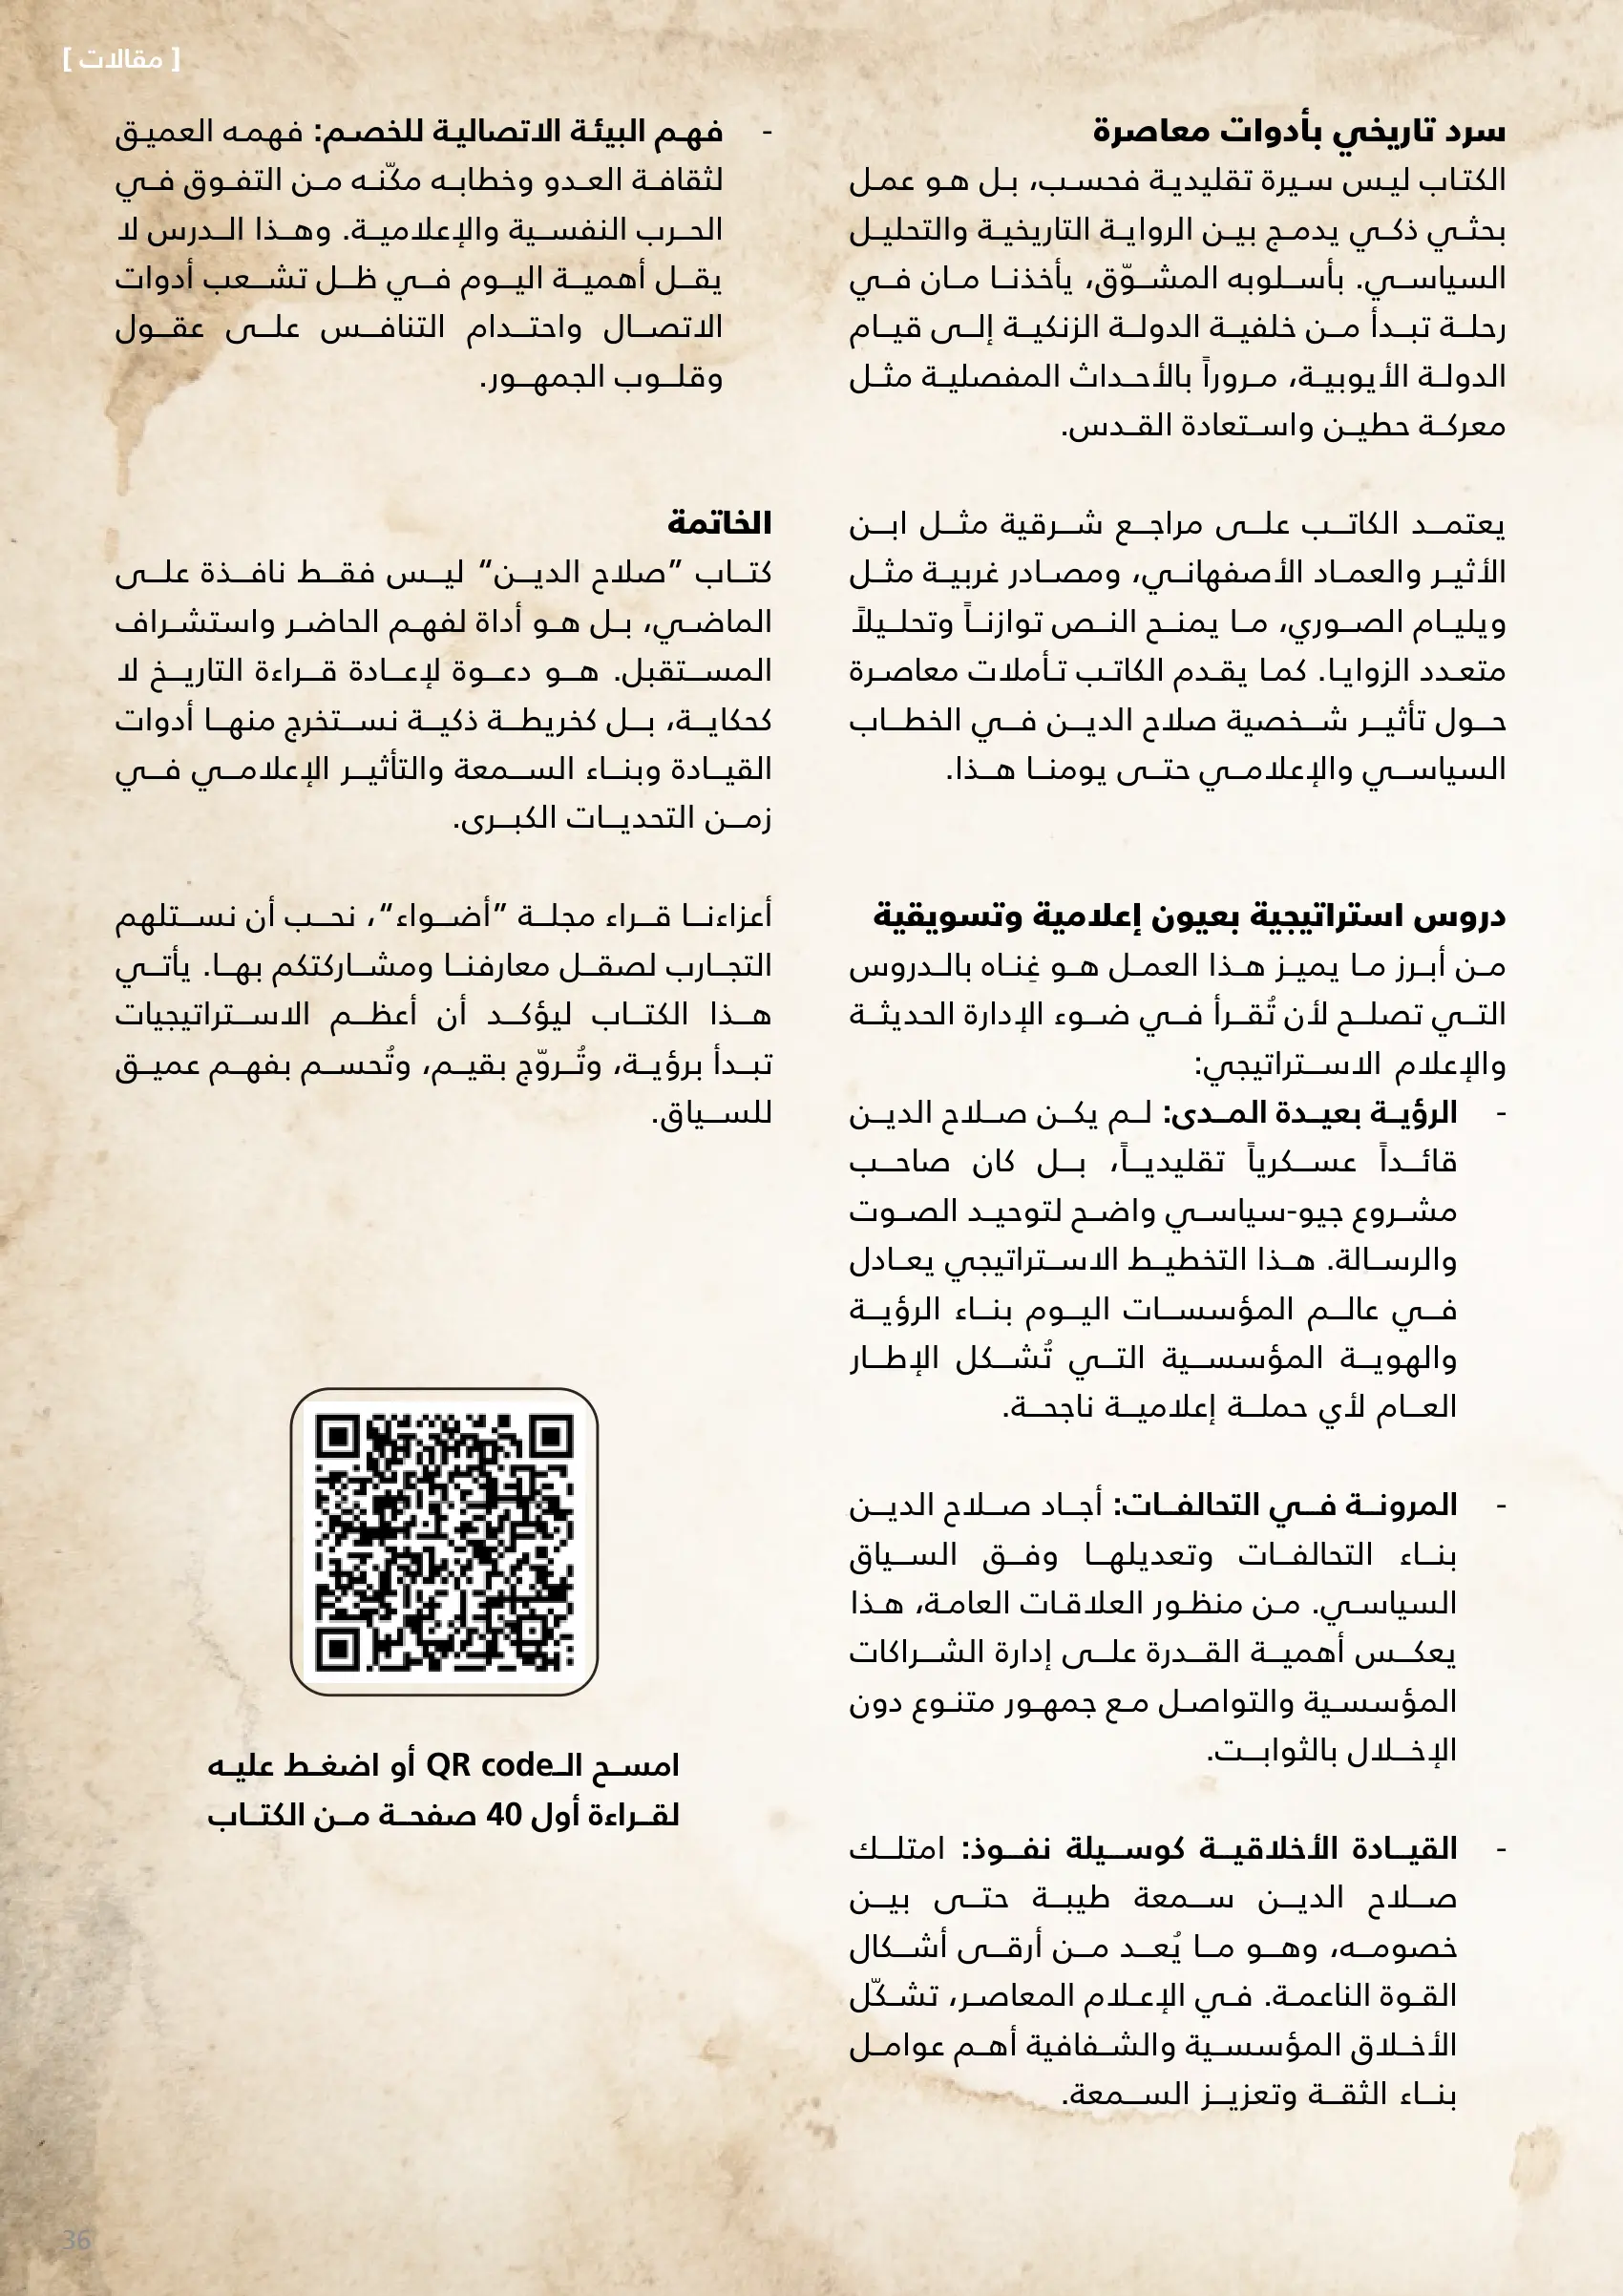 [ مقالات ]
سرد تاريخي بأدوات معاصرة
الكتاب ليس سيرة تقليدية فحسب، بل هو عمل
بحثي ذكي يدمج بين الرواية التاريخية والتحليل
السياسي. بأسلوبه المشوّق، يأخذنا مان في
رحلة تبدأ من خلفية الدولة الزنكية إلى قيام
الدولة الأيوبية، مروراً بالأحداث المفصلية مثل
معركة حطين واستعادة القدس.
يعتمد الكاتب على مراجع شرقية مثل ابن
الأثير والعماد الأصفهاني، ومصادر غربية مثل
ويليام الصوري، ما يمنح النص توازناً وتحليلاً
متعدد الزوايا. كما يقدم الكاتب تأملات معاصرة
حول تأثير شخصية صلاح الدين في الخطاب
السياسي والإعلامي حتى يومنا هذا.
دروس استراتيجية بعيون إعلامية وتسويقية
من أبرز ما يميز هذا العمل هو غِناه بالدروس
التي تصلح لأن تُقرأ في ضوء الإدارة الحديثة
والإعلام الاستراتيجي:
- الرؤية بعيدة المدى: لم يكن صلاح الدين
قائداً عسكرياً تقليدياً، بل كان صاحب
مشروع جيو-سياسي واضح لتوحيد الصوت
والرسالة. هذا التخطيط الاستراتيجي يعادل
في عالم المؤسسات اليوم بناء الرؤية
والهوية المؤسسية التي تُشكل الإطار
العام لأي حملة إعلامية ناجحة.
- المرونة في التحالفات: أجاد صلاح الدين
بناء التحالفات وتعديلها وفق السياق
السياسي. من منظور العلاقات العامة، هذا
يعكس أهمية القدرة على إدارة الشراكات
المؤسسية والتواصل مع جمهور متنوع دون
الإخلال بالثوابت.
- القيادة الأخلاقية كوسيلة نفوذ: امتلك
صلاح الدين سمعة طيبة حتى بين
خصومه، وهو ما يُعد من أرقى أشكال
القوة الناعمة. في الإعلام المعاصر، تشكّل
الأخلاق المؤسسية والشفافية أهم عوامل
بناء الثقة وتعزيز السمعة.
- فهم البيئة الاتصالية للخصم: فهمه العميق
لثقافة العدو وخطابه مكّنه من التفوق في
الحرب النفسية والإعلامية. وهذا الدرس لا
يقل أهمية اليوم في ظل تشعب أدوات
الاتصال واحتدام التنافس على عقول
وقلوب الجمهور.
الخاتمة
كتاب ”صلاح الدين“ ليس فقط نافذة على
الماضي، بل هو أداة لفهم الحاضر واستشراف
المستقبل. هو دعوة لإعادة قراءة التاريخ لا
كحكاية، بل كخريطة ذكية نستخرج منها أدوات
القيادة وبناء السمعة والتأثير الإعلامي في
زمن التحديات الكبرى.
أعزاءنا قراء مجلة ”أضواء“، نحب أن نستلهم
التجارب لصقل معارفنا ومشاركتكم بها. يأتي
هذا الكتاب ليؤكد أن أعظم الاستراتيجيات
تبدأ برؤية، وتُروّج بقيم، وتُحسم بفهم عميق
للسياق.
امسح الـQR code أو اضغط عليه
لقراءة أول 40 صفحة من الكتاب
36